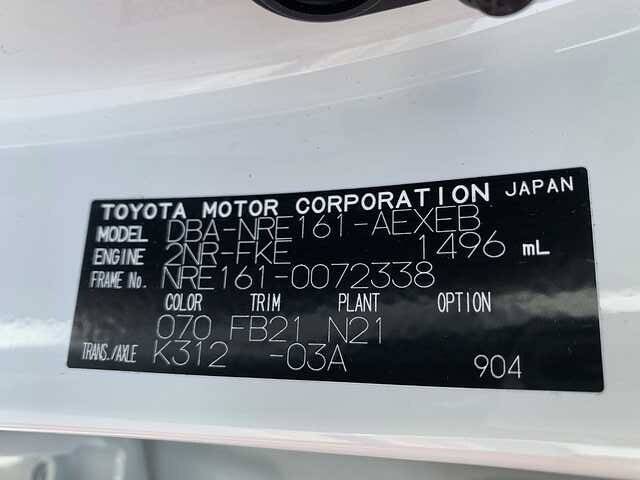 TOYOTA MOTOR CORPORATION JAPAN
MODEL DBA-NRE161-AEXEB
ENGINE 2NR-FKE 1496 mL
FRAME No. NRE161-0072338
COLOR TRIM PLANT OPTION
070 FB21 N21
TRANS./AXLE K312 -03A 904